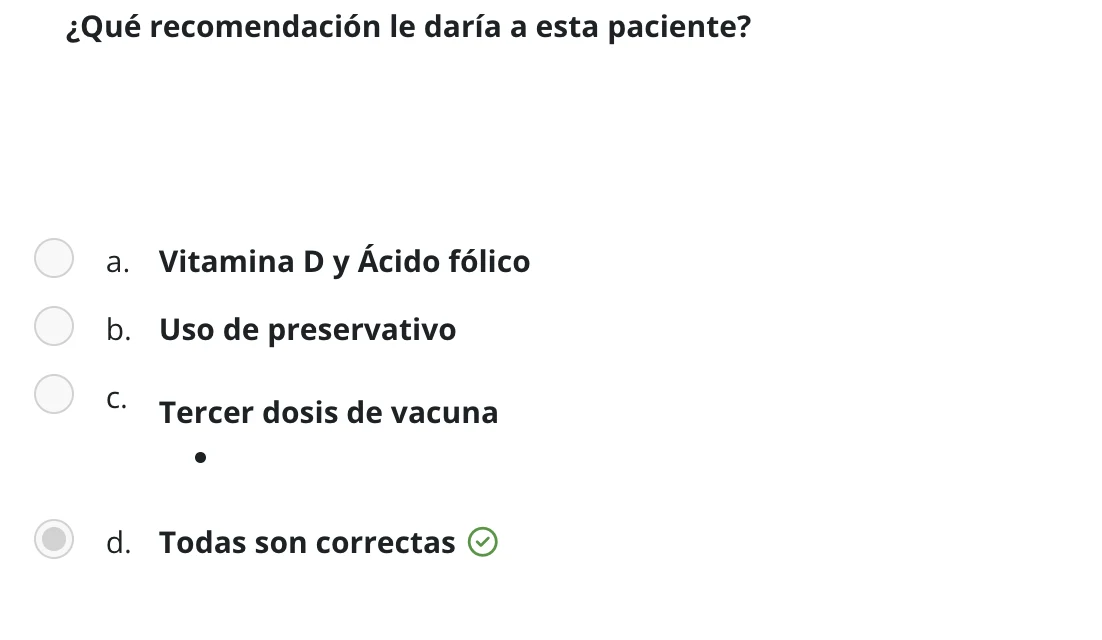 ¿Qué recomendación le daría a esta paciente?
a. Vitamina D y Ácido fólico
b. Uso de preservativo
c. Tercer dosis de vacuna
•
d. Todas son correctas